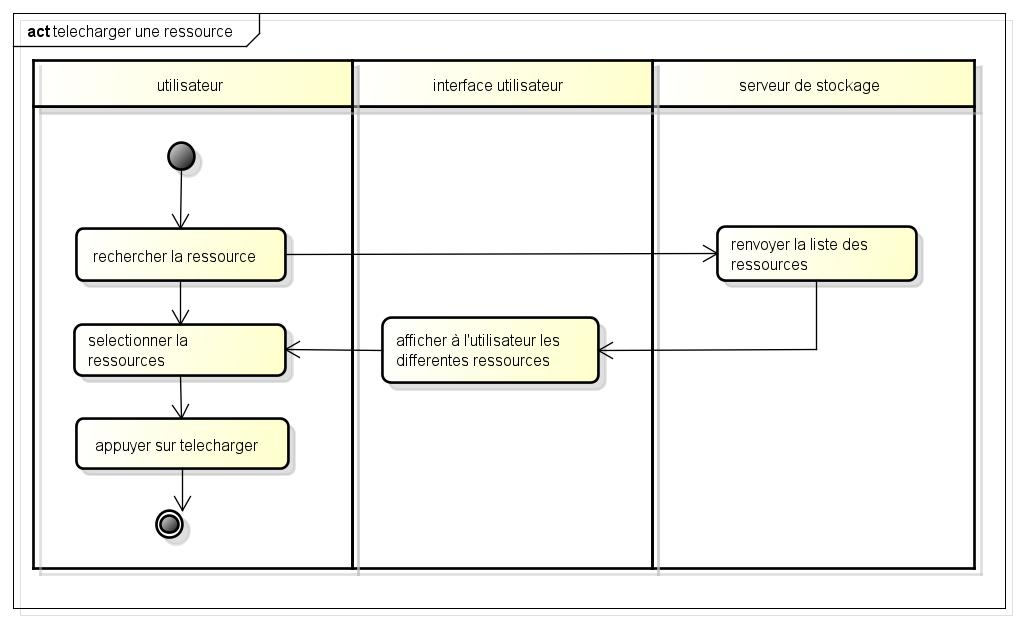 act telecharger une ressource
utilisateur
interface utilisateur
serveur de stockage
rechercher la ressource
renvoyer la liste des
ressources
selectionner la
ressources
afficher à l'utilisateur les
differentes ressources
appuyer sur telecharger